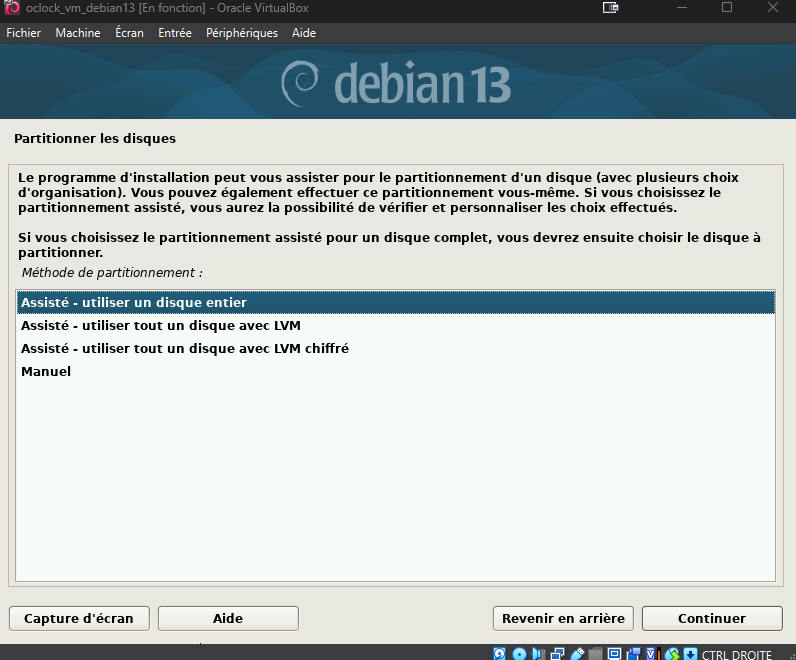 oclock_vm_debian13 [En fonction] - Oracle VirtualBox
Fichier Machine Écran Entrée Périphériques Aide
debian 13
Partitionner les disques
Le programme d'installation peut vous assister pour le partitionnement d'un disque (avec plusieurs choix
d'organisation). Vous pouvez également effectuer ce partitionnement vous-même. Si vous choisissez le
partitionnement assisté, vous aurez la possibilité de vérifier et personnaliser les choix effectués.
Si vous choisissez le partitionnement assisté pour un disque complet, vous devrez ensuite choisir le disque à
partitionner.
Méthode de partitionnement :
Assisté - utiliser un disque entier
Assisté - utiliser tout un disque avec LVM
Assisté - utiliser tout un disque avec LVM chiffré
Manuel
Capture d'écran Aide Revenir en arrière Continuer
CTRL DROITE